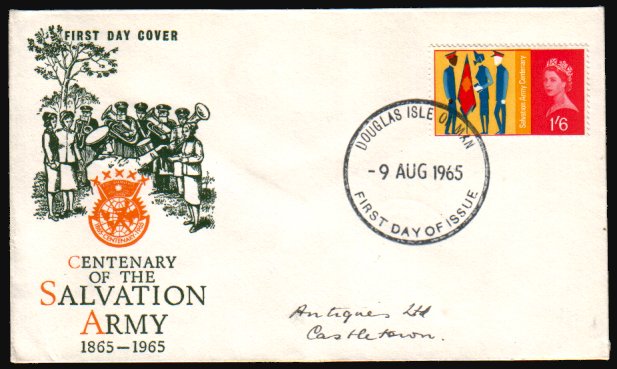 FIRST DAY COVER
CENTENARY
OF THE
SALVATION
ARMY
1865–1965
Salvation Army Centenary
1'6
DOUGLAS ISLE OF MAN
-9 AUG 1965
FIRST DAY OF ISSUE
Antiques Ltd
Castletown.